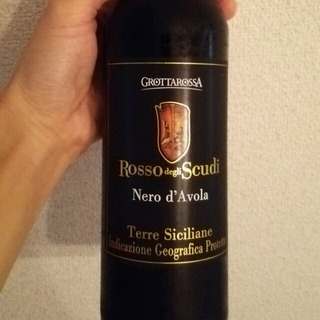 GROTTAROSSA
ROSSO degli SCUDI
Nero d'Avola
Terre Siciliane
Indicazione Geografica Protetta